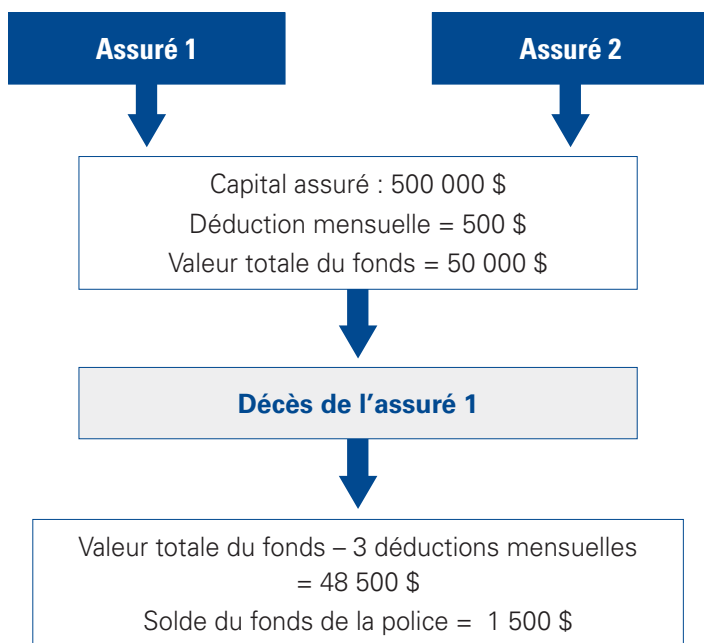 Assuré 1
Assuré 2
Capital assuré : 500 000 $
Déduction mensuelle = 500 $
Valeur totale du fonds = 50 000 $
Décès de l’assuré 1
Valeur totale du fonds – 3 déductions mensuelles
= 48 500 $
Solde du fonds de la police = 1 500 $